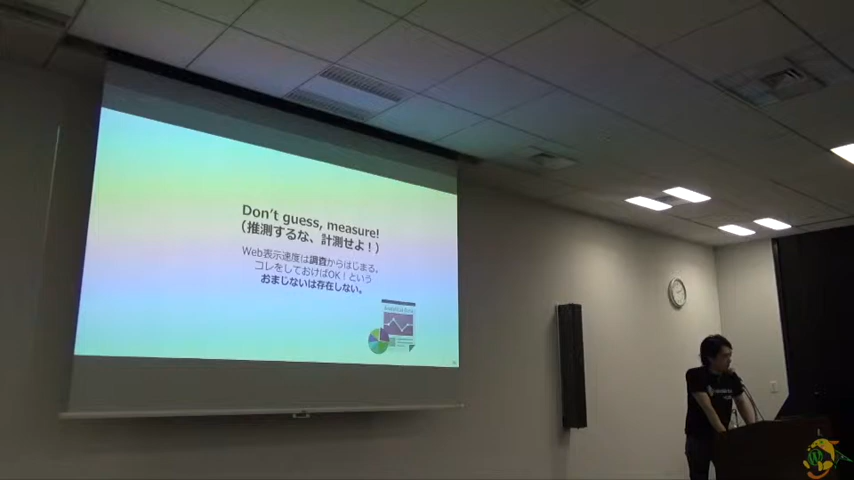 Don't guess, measure!
（推測するな、計測せよ！）
Web表示速度は調査からはじまる。
コレをしておけばOK！という
おまじないは存在しない。